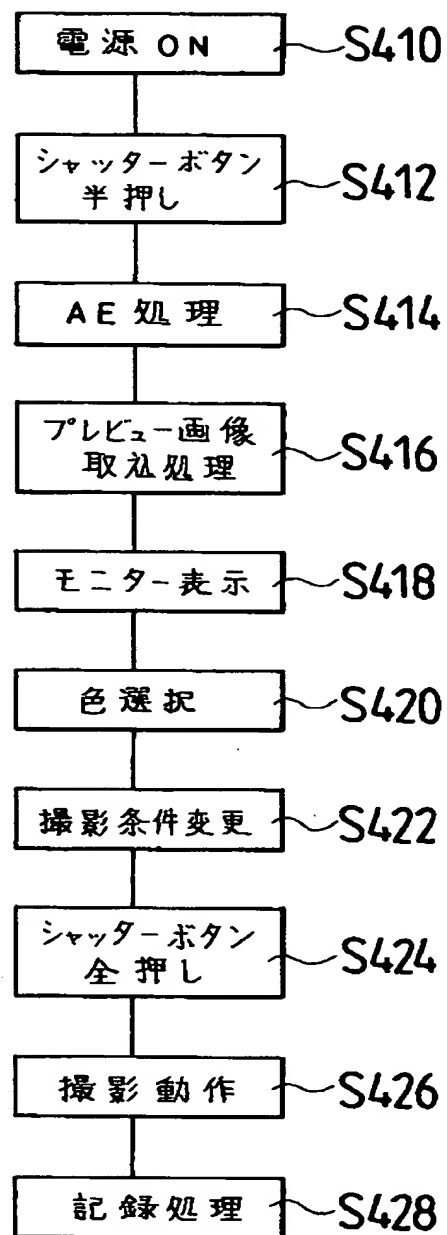 電源 ON S410
シャッターボタン
半押し S412
AE処理 S414
プレビュー画像
取込処理 S416
モニター表示 S418
色選択 S420
撮影条件変更 S422
シャッターボタン
全押し S424
撮影動作 S426
記録処理 S428